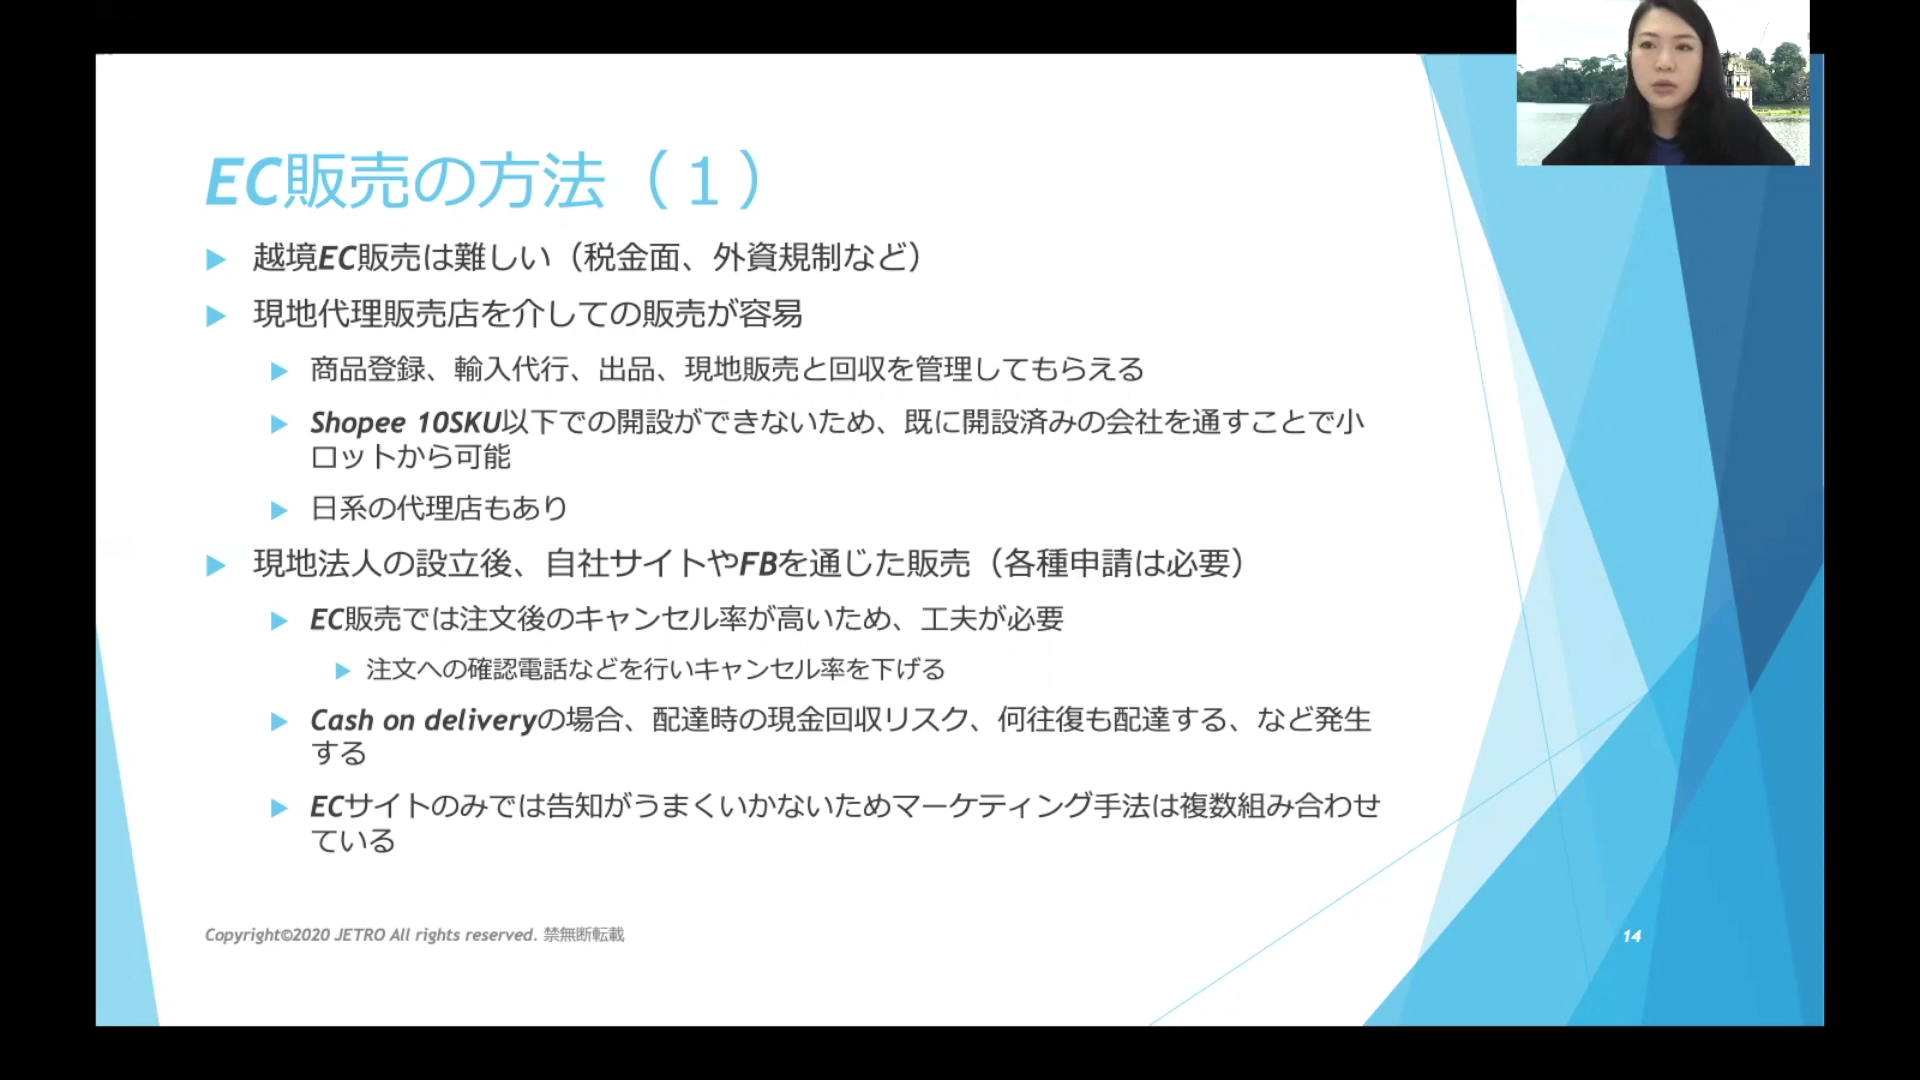 EC販売の方法（１）
越境EC販売は難しい（税金面、外資規制など）
現地代理販売店を介しての販売が容易
商品登録、輸入代行、出品、現地販売と回収を管理してもらえる
Shopee 10SKU以下での開設ができないため、既に開設済みの会社を通すことで小
ロットから可能
日系の代理店もあり
現地法人の設立後、自社サイトやFBを通じた販売（各種申請は必要）
EC販売では注文後のキャンセル率が高いため、工夫が必要
注文への確認電話などを行いキャンセル率を下げる
Cash on deliveryの場合、配達時の現金回収リスク、何往復も配達する、など発生
する
ECサイトのみでは告知がうまくいかないためマーケティング手法は複数組み合わせ
ている
Copyright©2020 JETRO All rights reserved. 禁無断転載
14